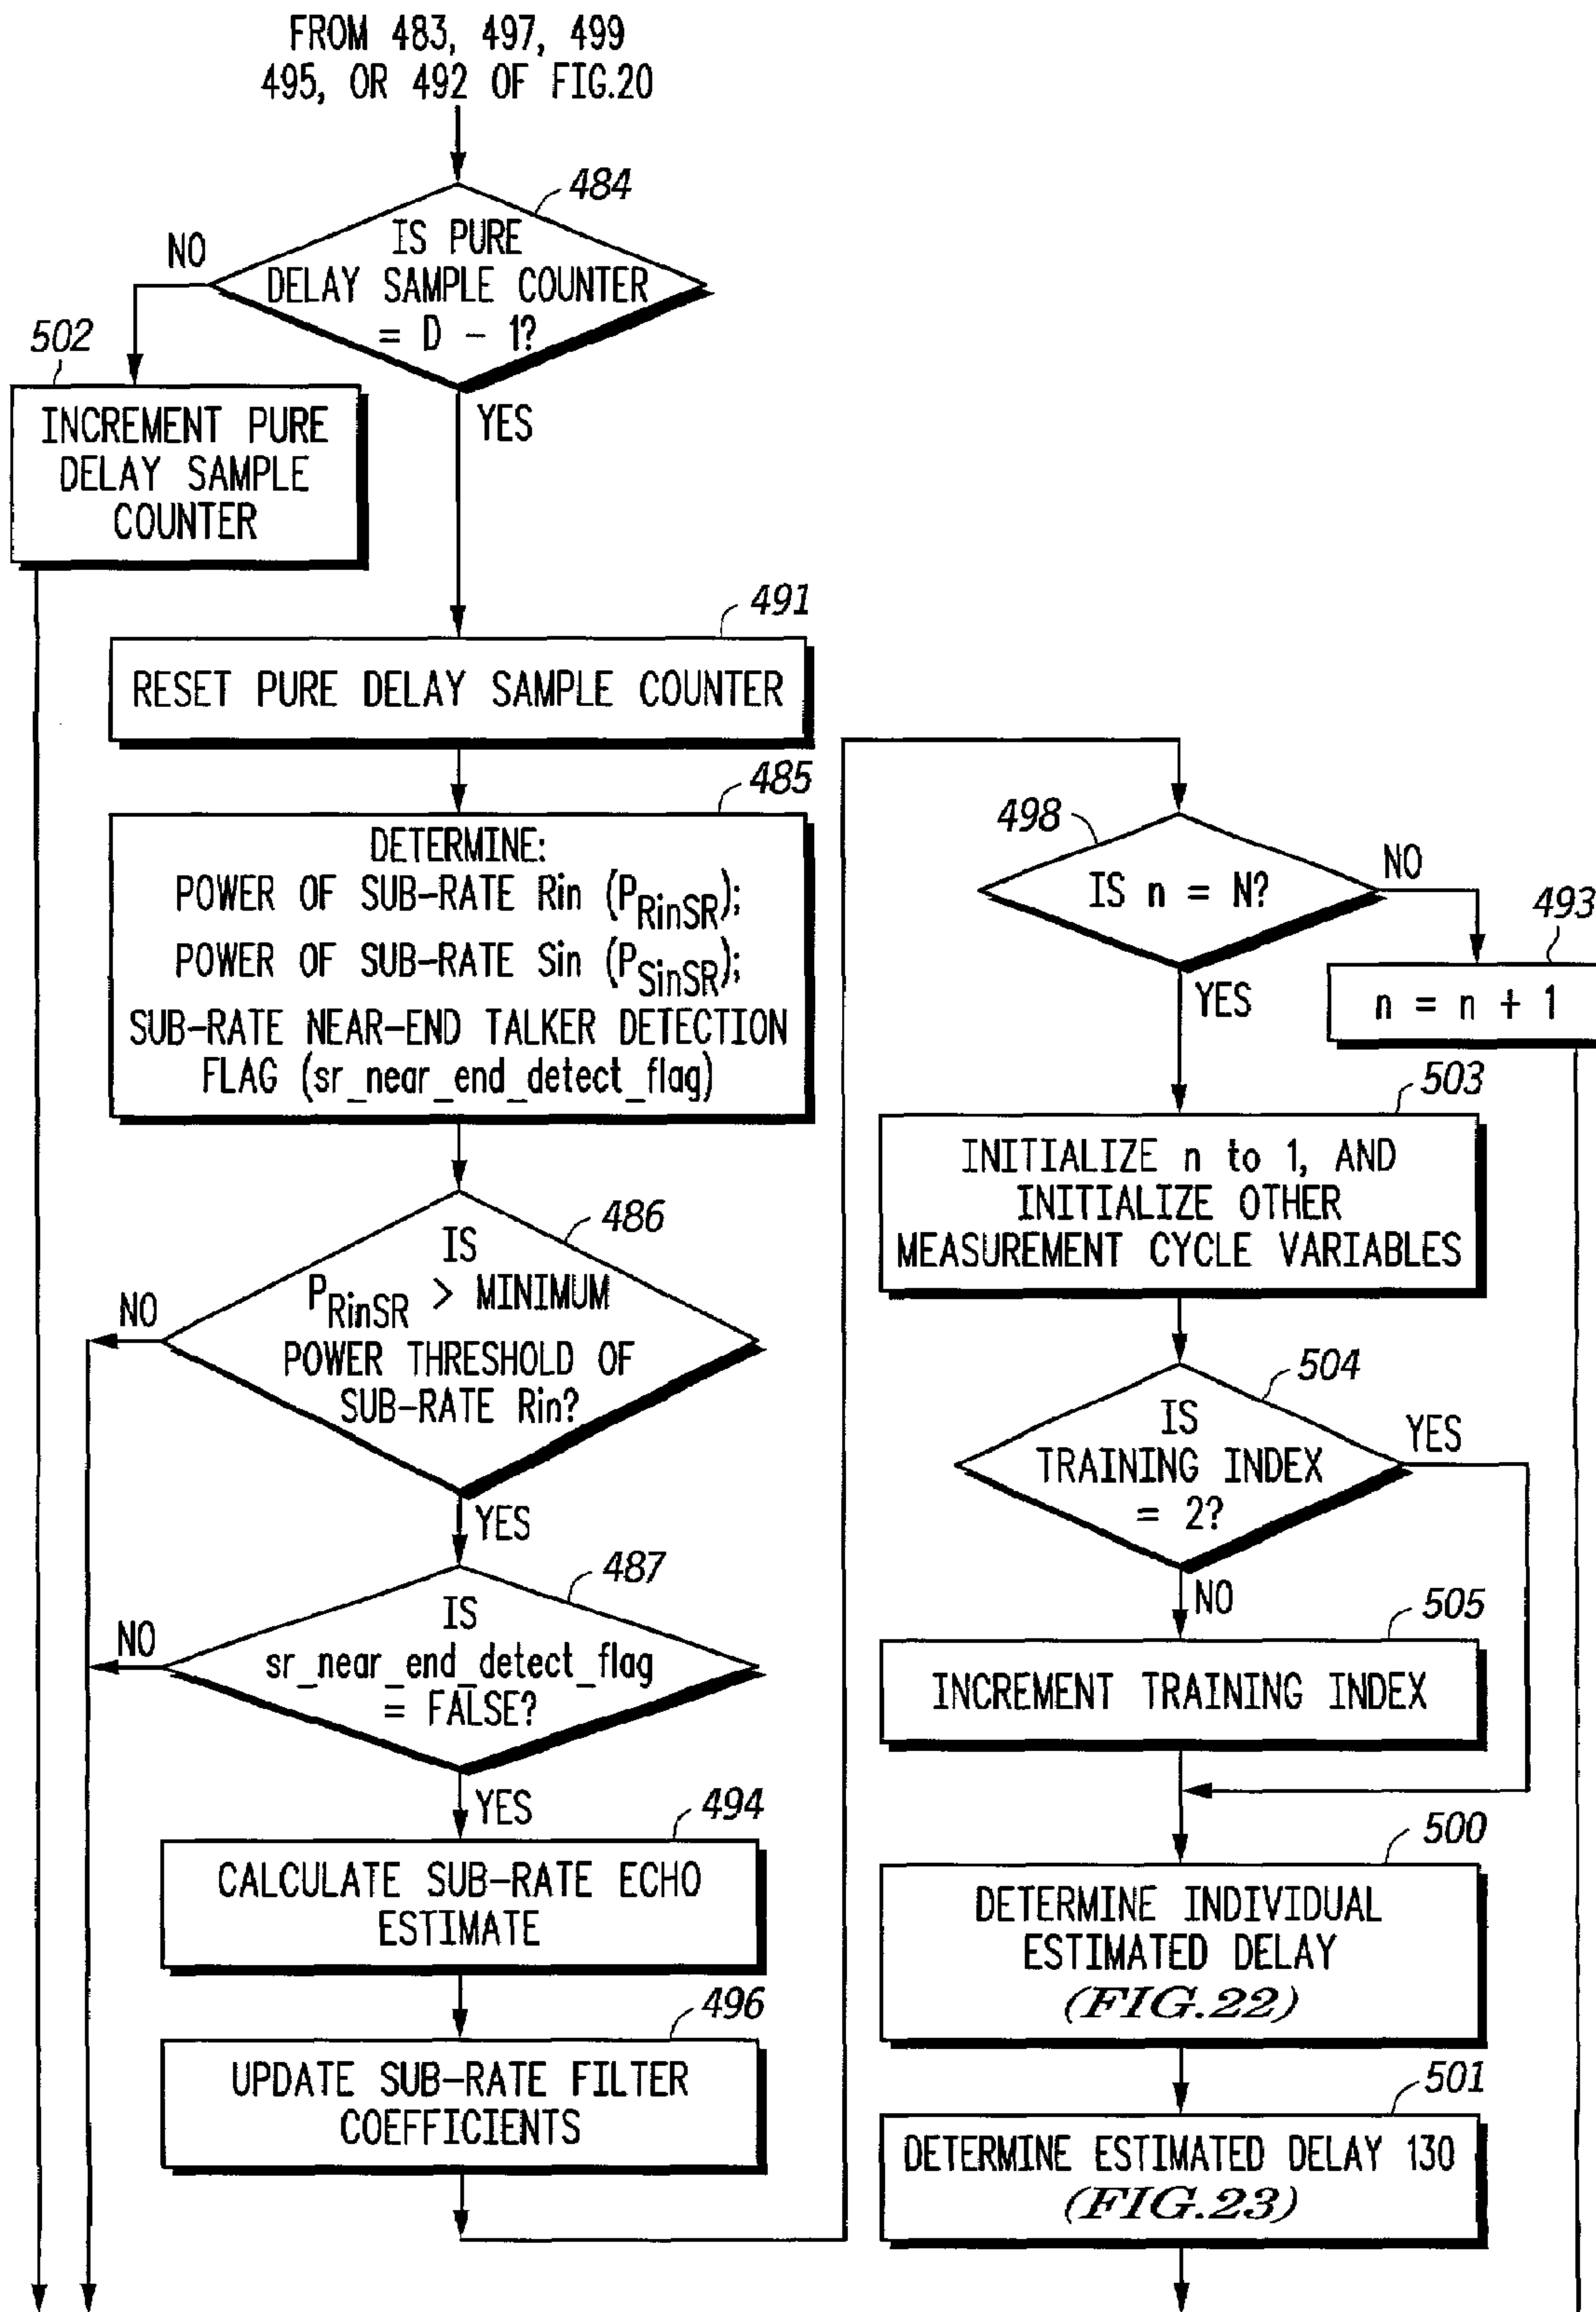 FROM 483, 497, 499
495, OR 492 OF FIG.20
484
IS PURE
DELAY SAMPLE COUNTER
= D - 1?
NO
YES
502
INCREMENT PURE
DELAY SAMPLE
COUNTER
491
RESET PURE DELAY SAMPLE COUNTER
485
DETERMINE:
POWER OF SUB-RATE Rin (PRinSR);
POWER OF SUB-RATE Sin (PSinSR);
SUB-RATE NEAR-END TALKER DETECTION
FLAG (sr_near_end_detect_flag)
486
IS
PRinSR > MINIMUM
POWER THRESHOLD OF
SUB-RATE Rin?
NO
YES
487
IS
sr_near_end_detect_flag
= FALSE?
NO
YES
494
CALCULATE SUB-RATE ECHO
ESTIMATE
496
UPDATE SUB-RATE FILTER
COEFFICIENTS
498
IS n = N?
NO
YES
493
n = n + 1
503
INITIALIZE n to 1, AND
INITIALIZE OTHER
MEASUREMENT CYCLE VARIABLES
504
IS
TRAINING INDEX
= 2?
YES
NO
505
INCREMENT TRAINING INDEX
500
DETERMINE INDIVIDUAL
ESTIMATED DELAY
(FIG.22)
501
DETERMINE ESTIMATED DELAY 130
(FIG.23)